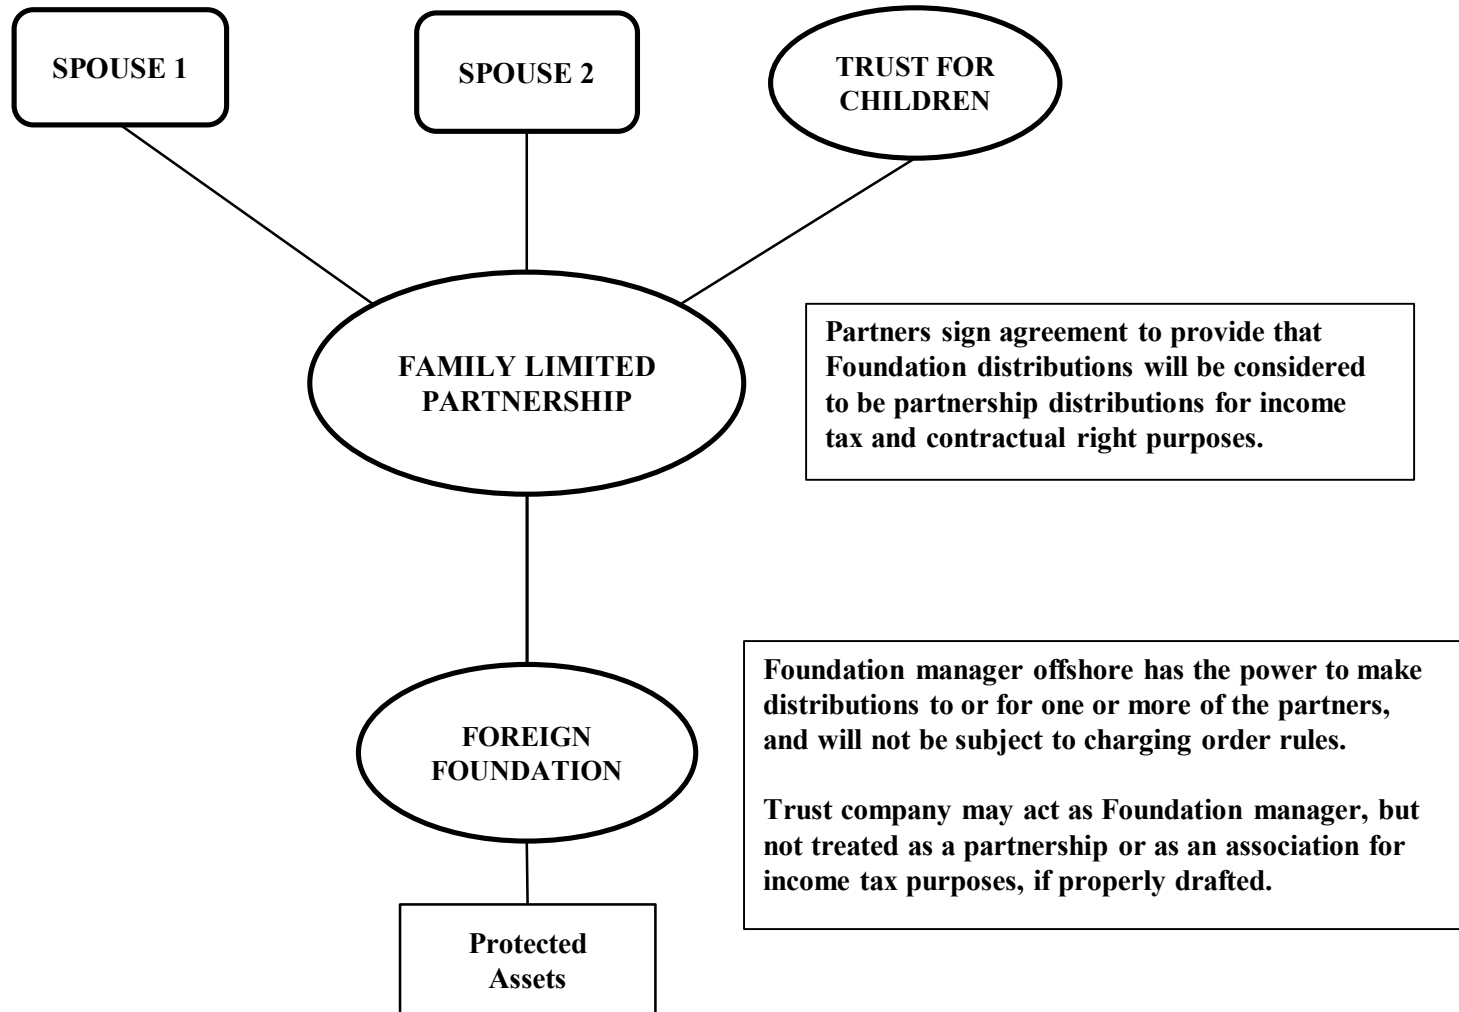 SPOUSE 1
SPOUSE 2
TRUST FOR
CHILDREN
FAMILY LIMITED
PARTNERSHIP
Partners sign agreement to provide that
Foundation distributions will be considered
to be partnership distributions for income
tax and contractual right purposes.
FOREIGN
FOUNDATION
Foundation manager offshore has the power to make
distributions to or for one or more of the partners,
and will not be subject to charging order rules.
Trust company may act as Foundation manager, but
not treated as a partnership or as an association for
income tax purposes, if properly drafted.
Protected
Assets